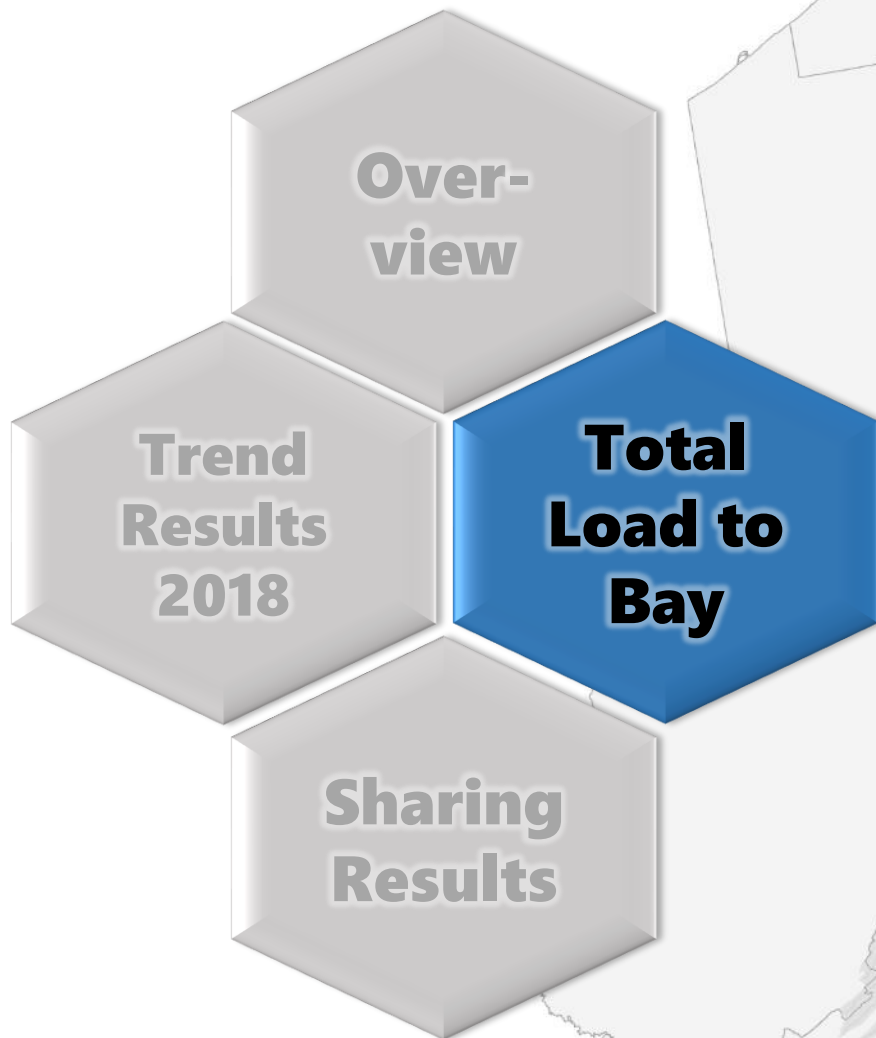 Over-
view
Trend
Results
2018
Total
Load to
Bay
Sharing
Results